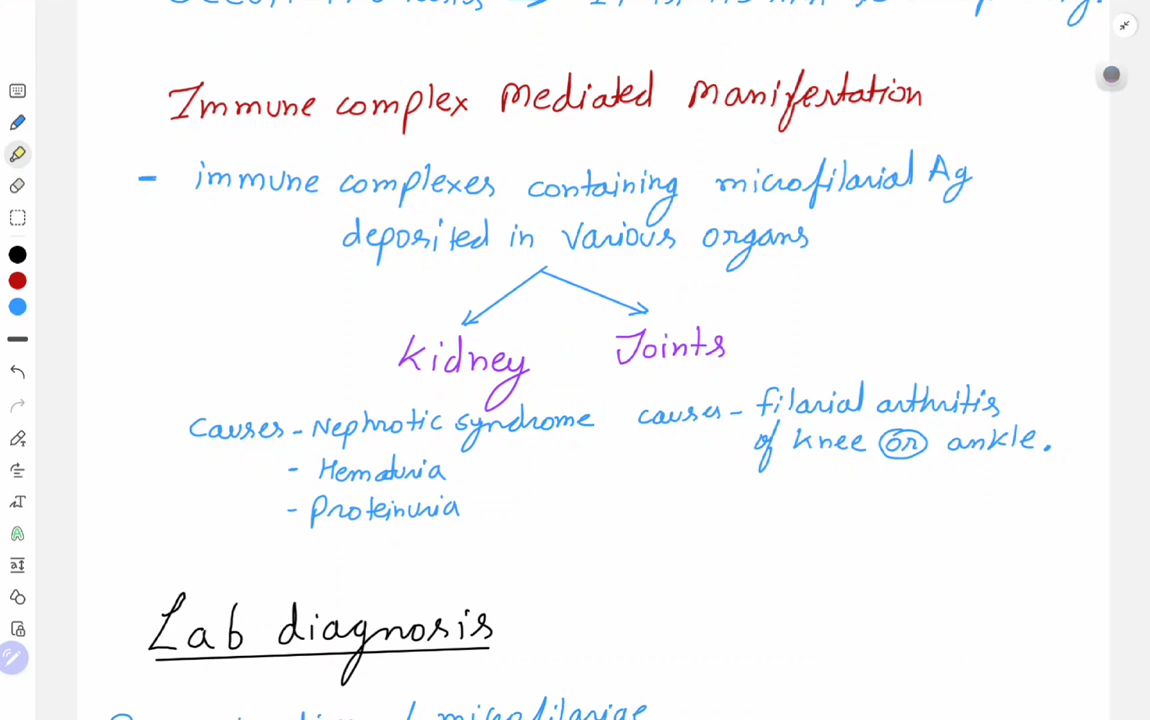 Immune complex mediated manifestation
- immune complexes containing microfilarial Ag
deposited in various organs
Kidney
Joints
causes - Nephrotic syndrome
- Hematuria
- Proteinuria
causes - filarial arthritis
of knee or ankle.
Lab diagnosis
microfilariae